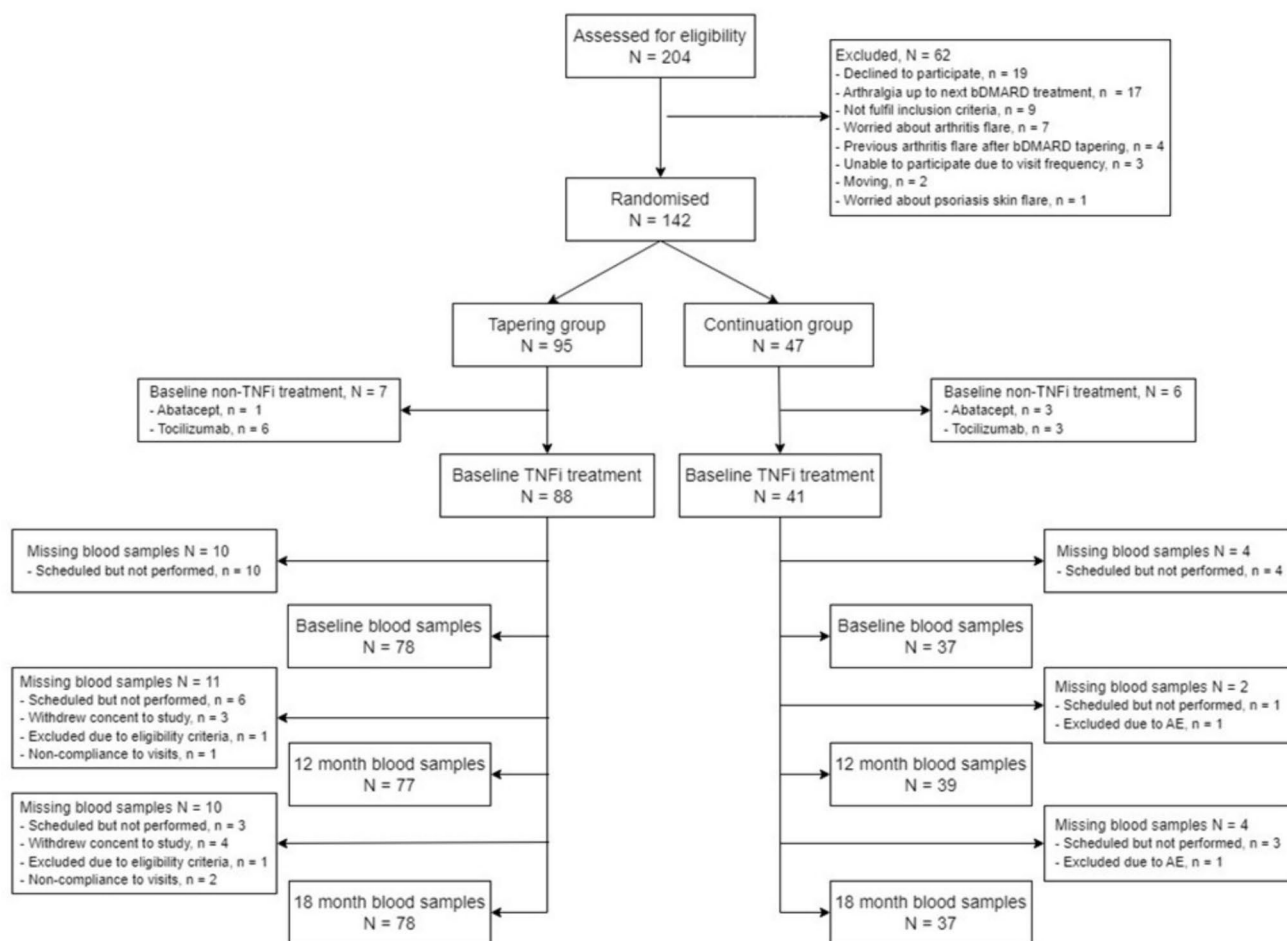 Assessed for eligibility
N = 204
Excluded, N = 62
- Declined to participate, n = 19
- Arthralgia up to next bDMARD treatment, n = 17
- Not fulfil inclusion criteria, n = 9
- Worried about arthritis flare, n = 7
- Previous arthritis flare after bDMARD tapering, n = 4
- Unable to participate due to visit frequency, n = 3
- Moving, n = 2
- Worried about psoriasis skin flare, n = 1
Randomised
N = 142
Tapering group
N = 95
Continuation group
N = 47
Baseline non-TNFi treatment, N = 7
- Abatacept, n = 1
- Tocilizumab, n = 6
Baseline non-TNFi treatment, N = 6
- Abatacept, n = 3
- Tocilizumab, n = 3
Baseline TNFi treatment
N = 88
Baseline TNFi treatment
N = 41
Missing blood samples N = 10
- Scheduled but not performed, n = 10
Missing blood samples N = 4
- Scheduled but not performed, n = 4
Baseline blood samples
N = 78
Baseline blood samples
N = 37
Missing blood samples N = 11
- Scheduled but not performed, n = 6
- Withdrew concent to study, n = 3
- Excluded due to eligibility criteria, n = 1
- Non-compliance to visits, n = 1
Missing blood samples N = 2
- Scheduled but not performed, n = 1
- Excluded due to AE, n = 1
12 month blood samples
N = 77
12 month blood samples
N = 39
Missing blood samples N = 10
- Scheduled but not performed, n = 3
- Withdrew concent to study, n = 4
- Excluded due to eligibility criteria, n = 1
- Non-compliance to visits, n = 2
Missing blood samples N = 4
- Scheduled but not performed, n = 3
- Excluded due to AE, n = 1
18 month blood samples
N = 78
18 month blood samples
N = 37